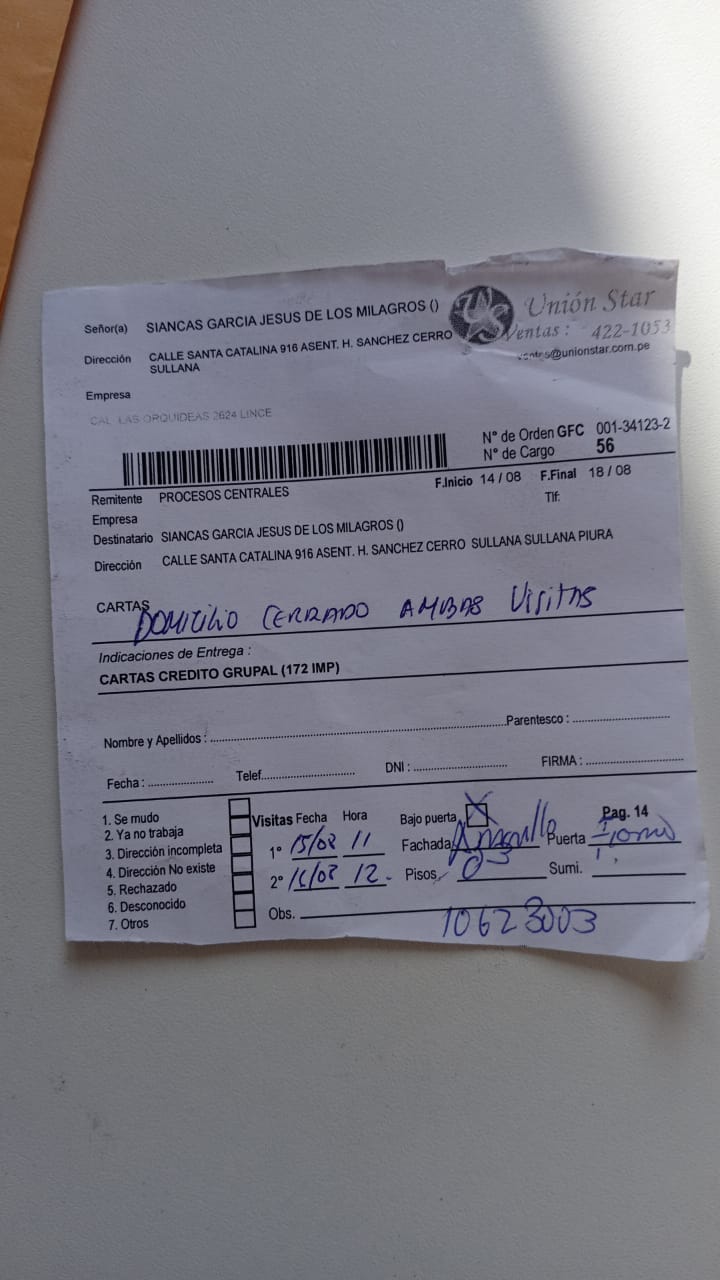 Señor(a) SIANCAS GARCIA JESUS DE LOS MILAGROS ()
Unión Star
Ventas: 422-1053
ventas@unionstar.com.pe
Dirección CALLE SANTA CATALINA 916 ASENT. H. SANCHEZ CERRO
SULLANA
Empresa
CAL LAS ORQUIDEAS 2624 LINCE
N° de Orden GFC 001-34123-2
N° de Cargo 56
F.Inicio 14 / 08 F.Final 18 / 08
Remitente PROCESOS CENTRALES
Tlf:
Empresa
Destinatario SIANCAS GARCIA JESUS DE LOS MILAGROS ()
Dirección CALLE SANTA CATALINA 916 ASENT. H. SANCHEZ CERRO SULLANA SULLANA PIURA
CARTAS
DOMICILIO CERRADO AMBAS VISITAS
Indicaciones de Entrega :
CARTAS CREDITO GRUPAL (172 IMP)
Nombre y Apellidos : Parentesco :
Fecha : Telef. DNI : FIRMA :
1. Se mudo
2. Ya no trabaja
3. Dirección incompleta
4. Dirección No existe
5. Rechazado
6. Desconocido
7. Otros
Visitas Fecha Hora
1° 15/08 11
2° 16/08 12
Bajo puerta X Pag. 14
Fachada Amarillo Puerta
Pisos 03 Sumi.
Obs.
10623003